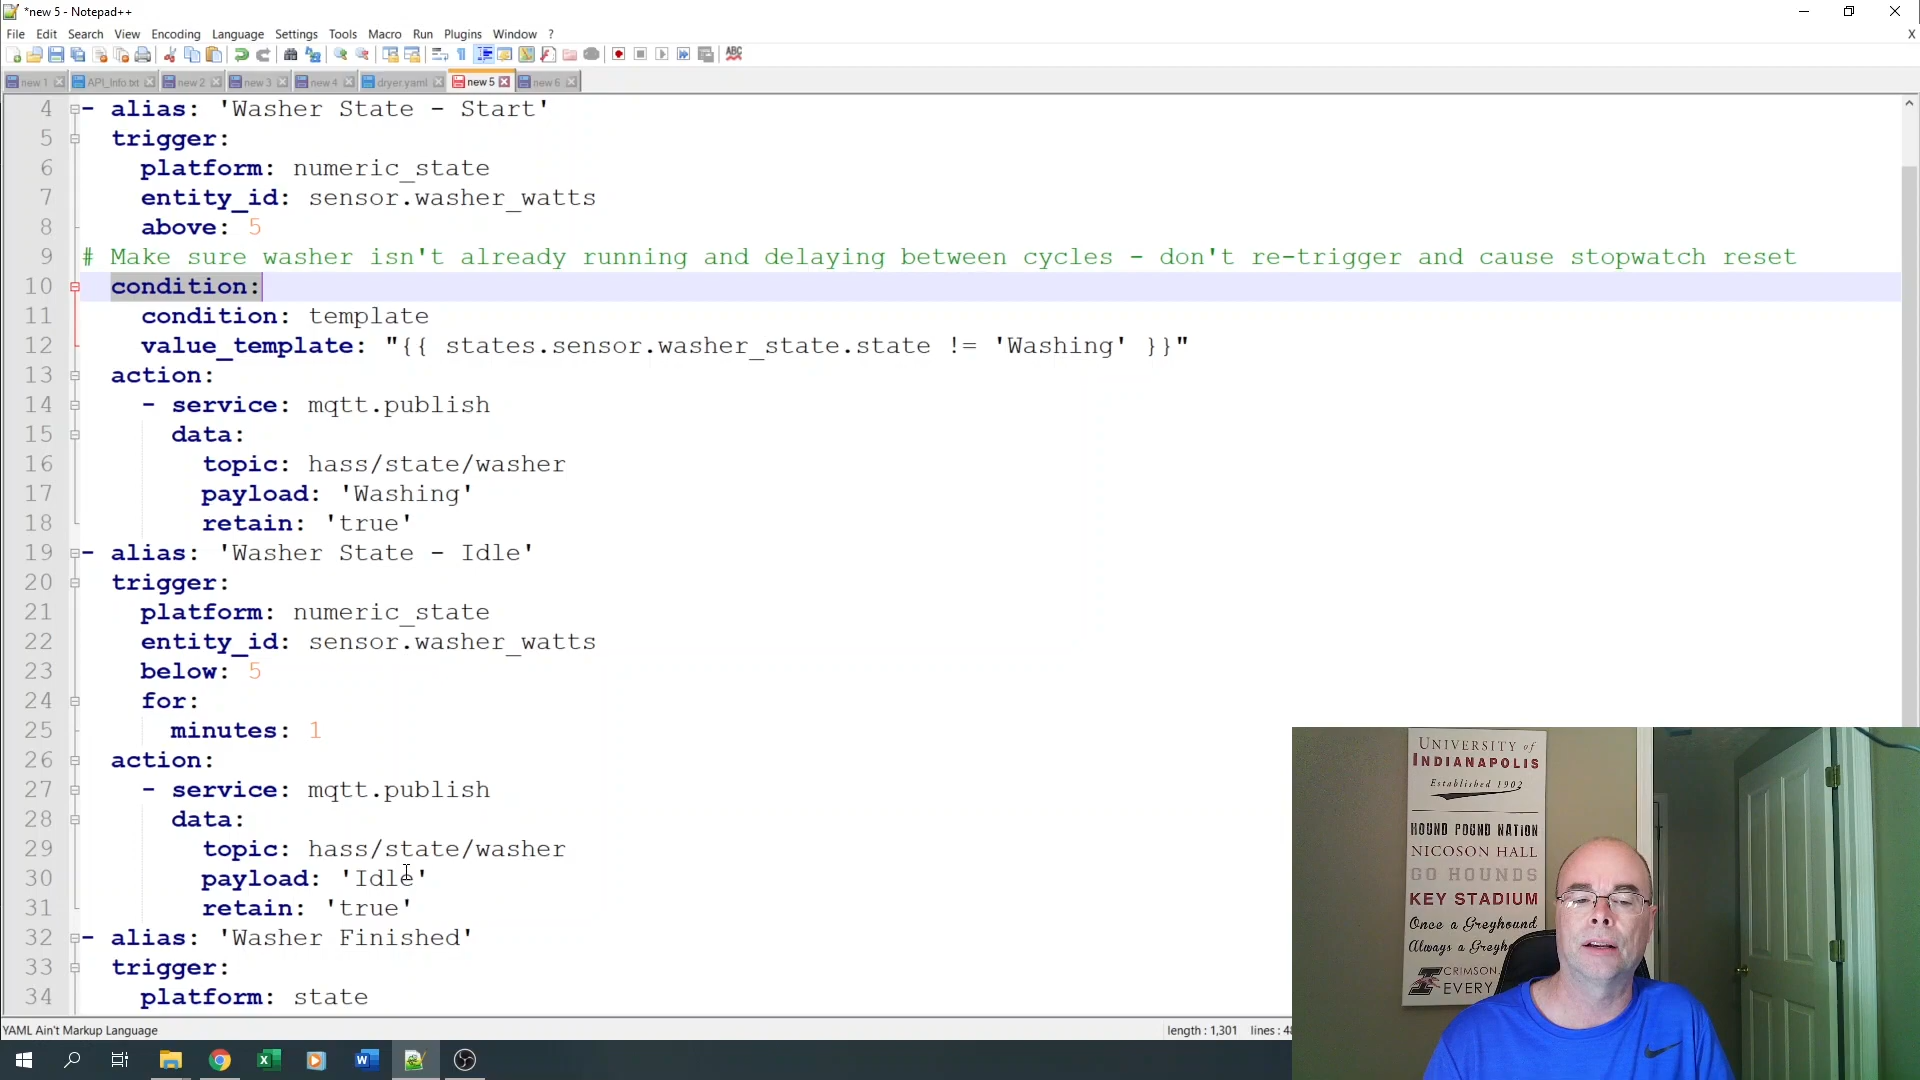 *new 5 - Notepad++
File Edit Search View Encoding Language Settings Tools Macro Run Plugins Window ? X
new 1 API_Info.txt new 2 new 3 new 4 dryer.yaml new 5 new 6
4 - alias: 'Washer State - Start'
5 trigger:
6 platform: numeric_state
7 entity_id: sensor.washer_watts
8 above: 5
9 # Make sure washer isn't already running and delaying between cycles - don't re-trigger and cause stopwatch reset
10 condition:
11 condition: template
12 value_template: "{{ states.sensor.washer_state.state != 'Washing' }}"
13 action:
14 - service: mqtt.publish
15 data:
16 topic: hass/state/washer
17 payload: 'Washing'
18 retain: 'true'
19 - alias: 'Washer State - Idle'
20 trigger:
21 platform: numeric_state
22 entity_id: sensor.washer_watts
23 below: 5
24 for:
25 minutes: 1
26 action:
27 - service: mqtt.publish
28 data:
29 topic: hass/state/washer
30 payload: 'Idle'
31 retain: 'true'
32 - alias: 'Washer Finished'
33 trigger:
34 platform: state
YAML Ain't Markup Language length : 1,301 lines :
UNIVERSITY of
INDIANAPOLIS
Established 1902
HOUND POUND NATION
NICOSON HALL
GO HOUNDS
KEY STADIUM
Once a Greyhound
Always a
CRIMSON
EVERY